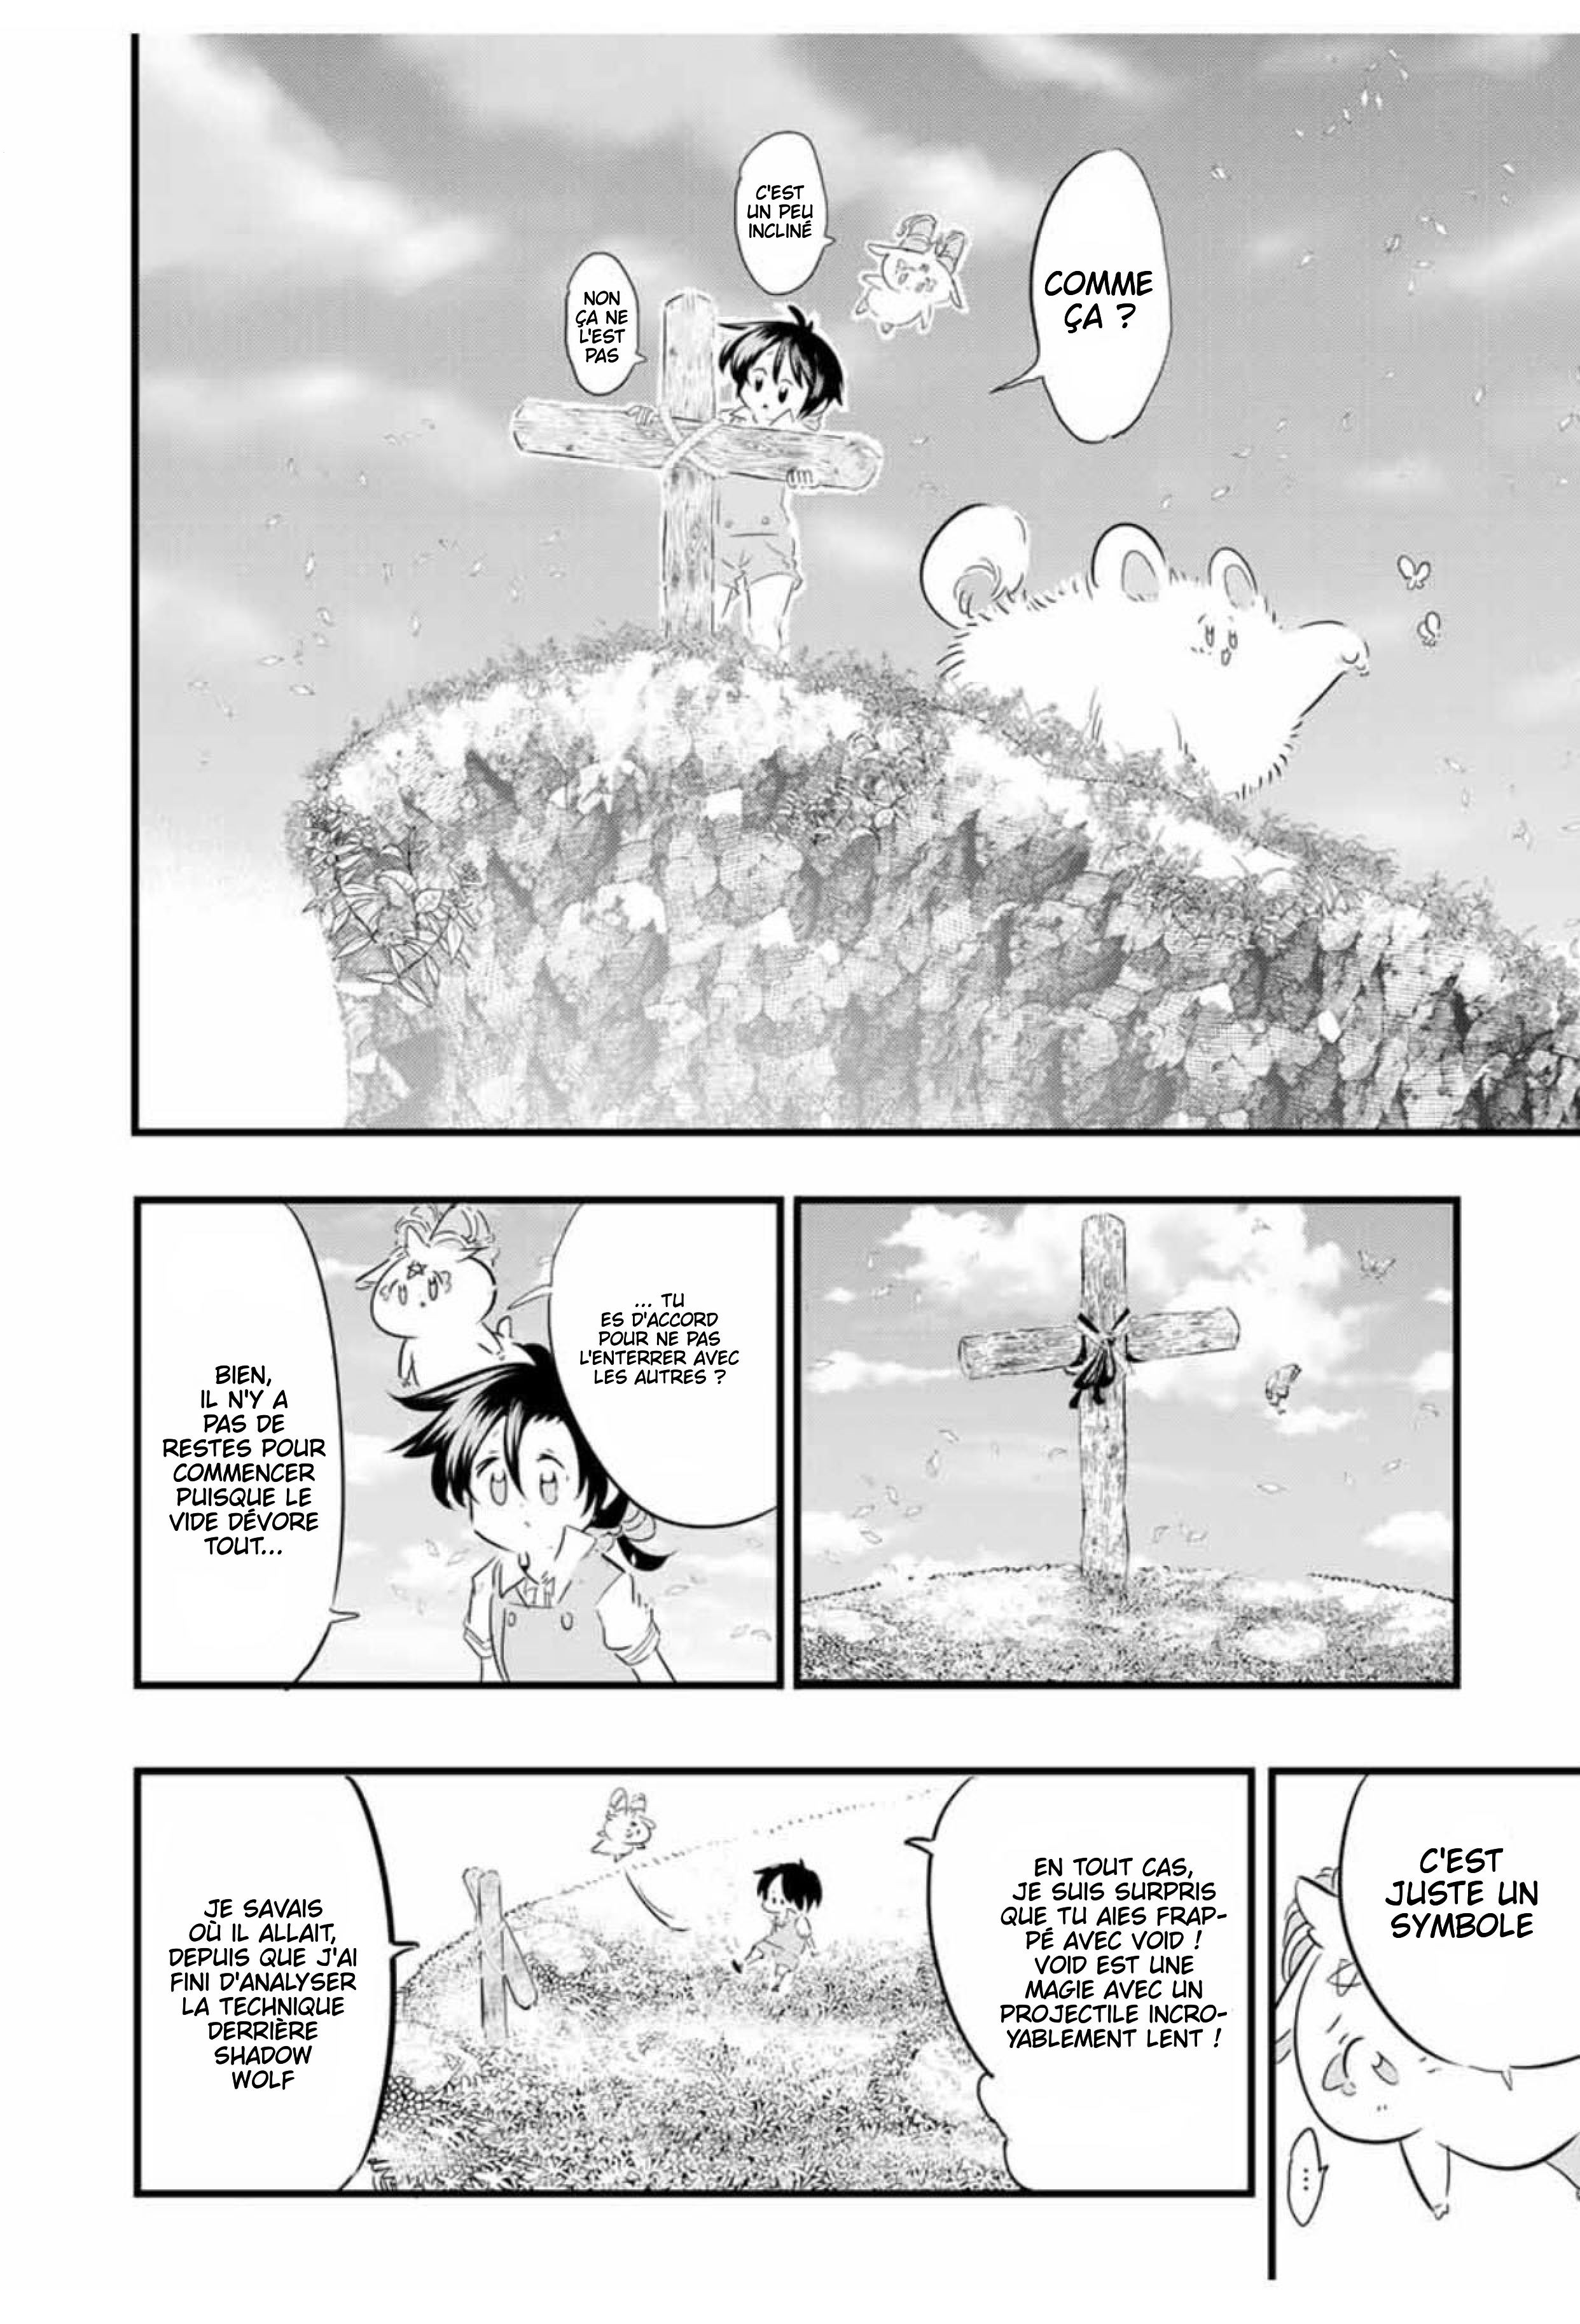 COMME
ÇA ?
C'EST
UN PEU
INCLINÉ
NON
ÇA NE
L'EST
PAS
... TU
ES D'ACCORD
POUR NE PAS
L'ENTERRER AVEC
LES AUTRES ?
BIEN,
IL N'Y A
PAS DE
RESTES POUR
COMMENCER
PUISQUE LE
VIDE DÉVORE
TOUT...
C'EST
JUSTE UN
SYMBOLE
...
EN TOUT CAS,
JE SUIS SURPRIS
QUE TU AIES FRAP-
PÉ AVEC VOID !
VOID EST UNE
MAGIE AVEC UN
PROJECTILE INCRO-
YABLEMENT LENT !
JE SAVAIS
OÙ IL ALLAIT,
DEPUIS QUE J'AI
FINI D'ANALYSER
LA TECHNIQUE
DERRIÈRE
SHADOW
WOLF